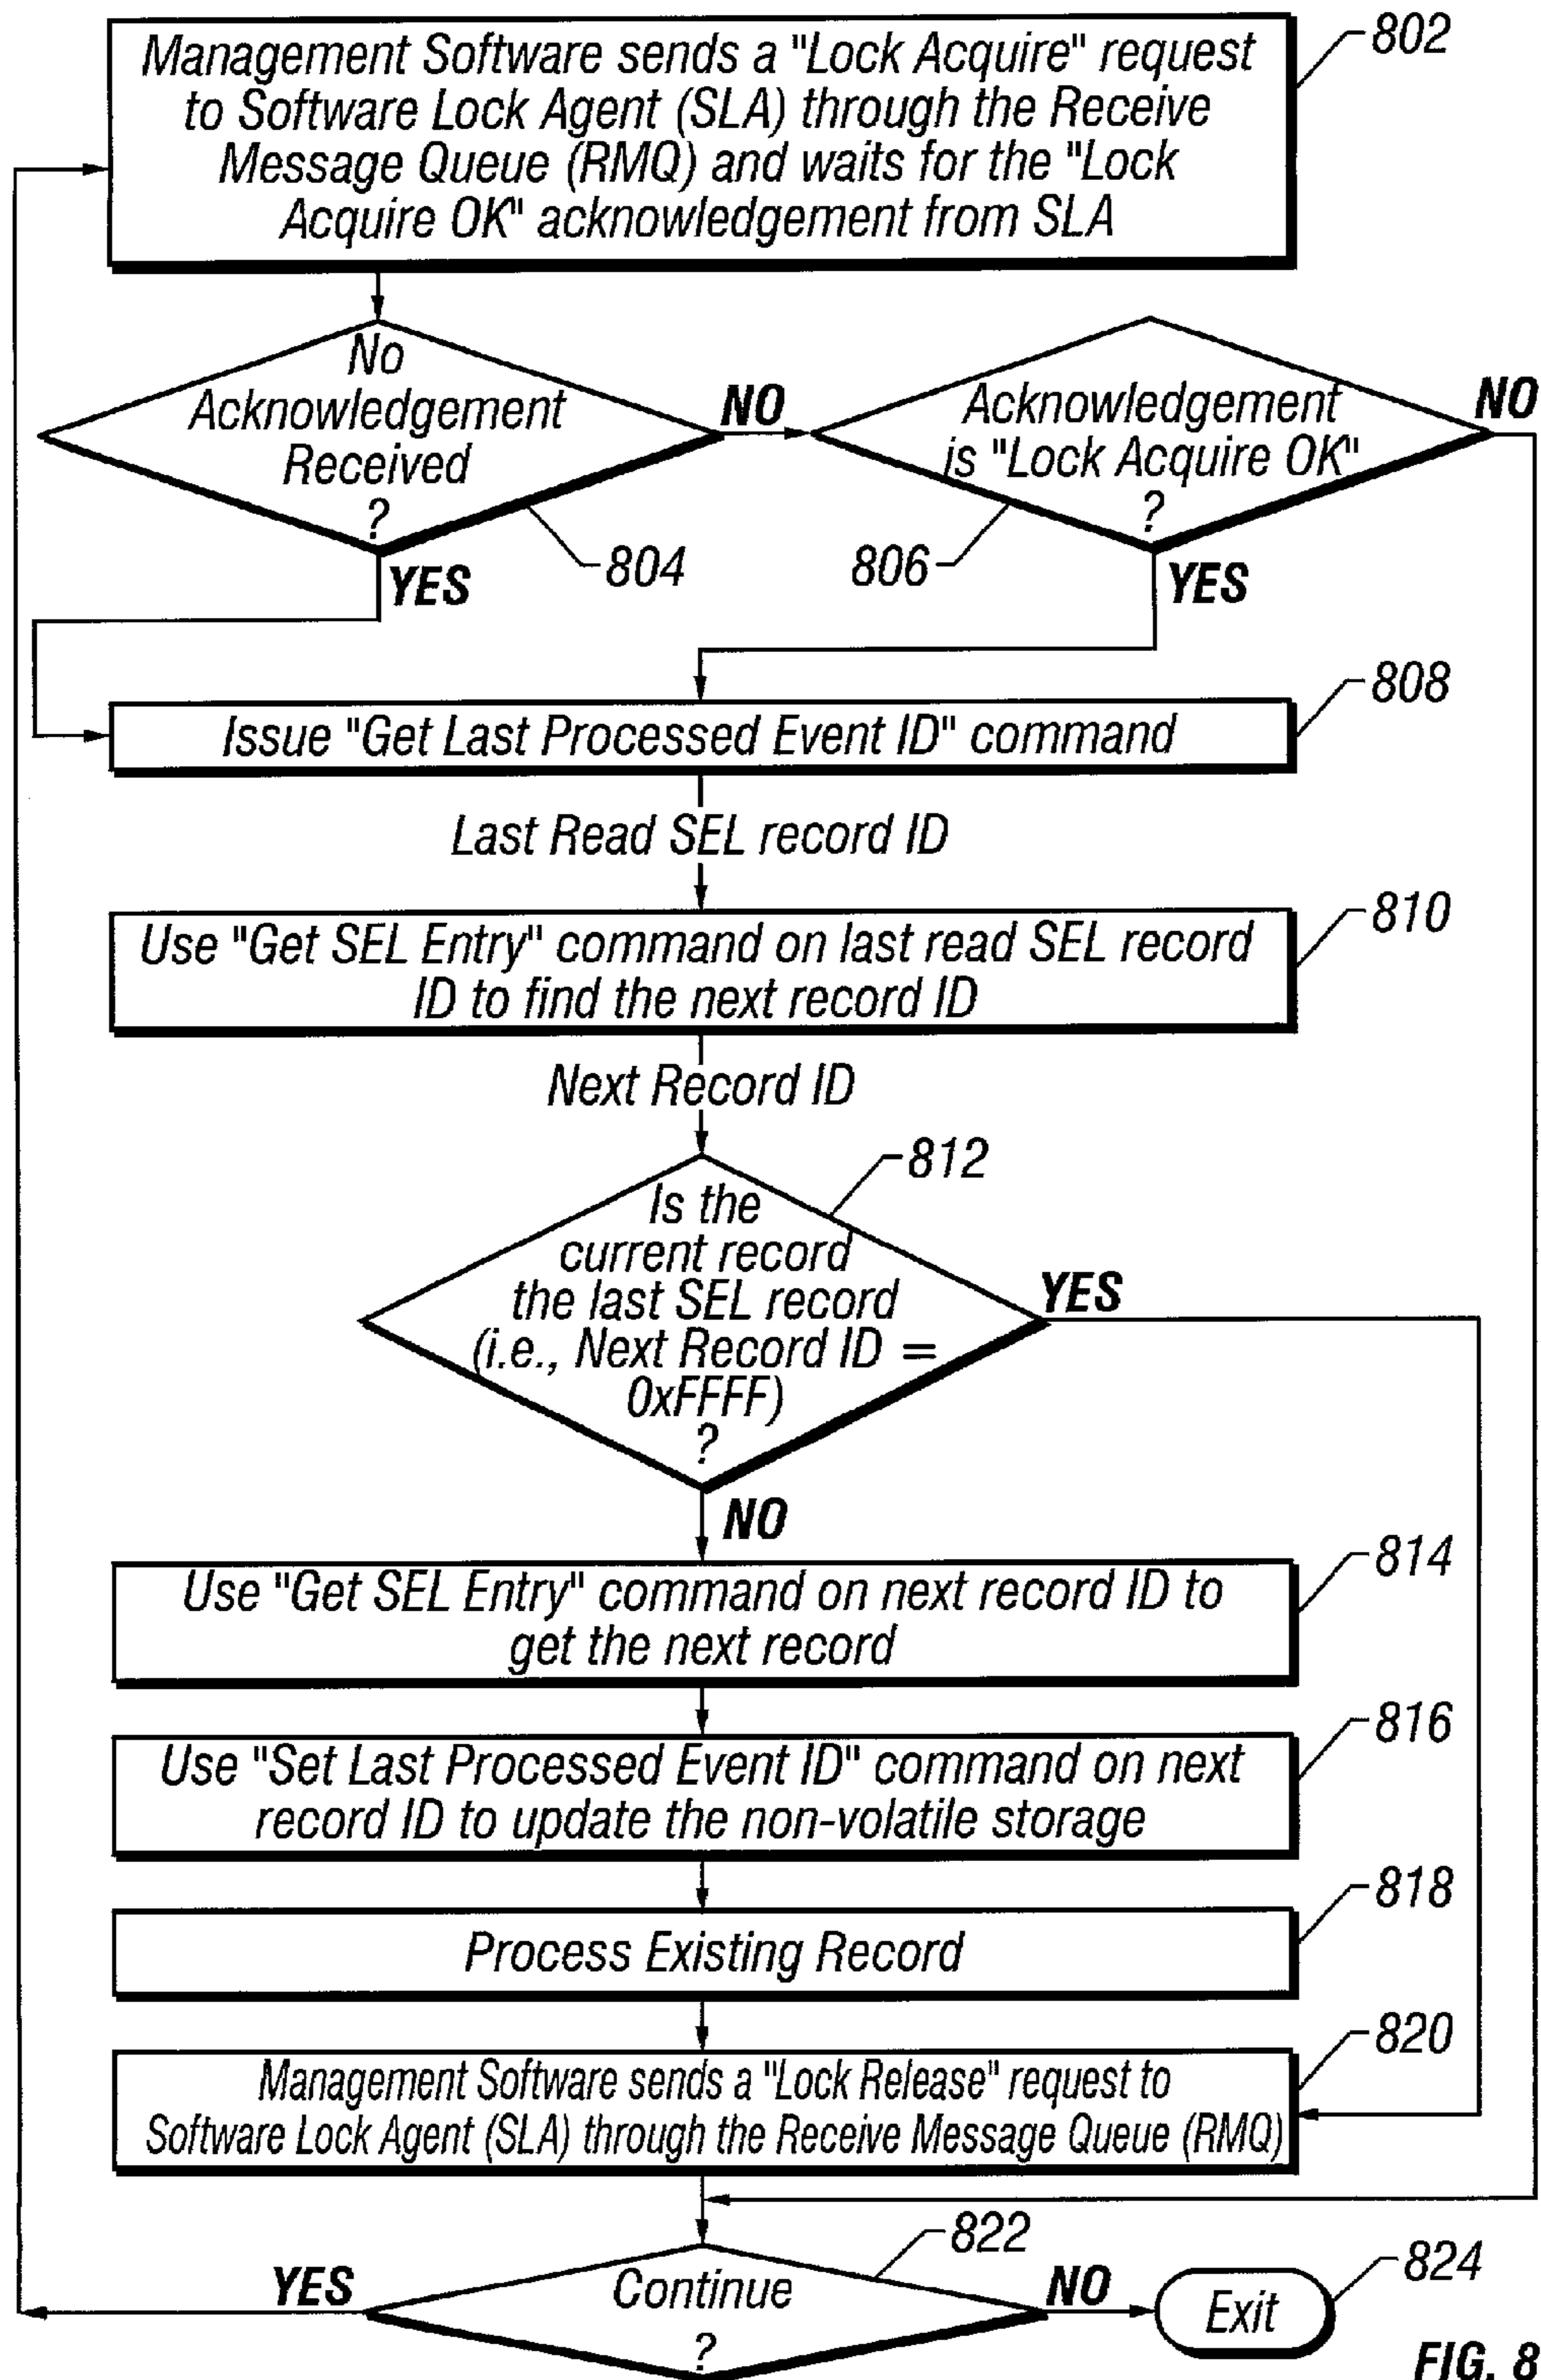 Management Software sends a "Lock Acquire" request
to Software Lock Agent (SLA) through the Receive
Message Queue (RMQ) and waits for the "Lock
Acquire OK" acknowledgement from SLA
802
No
Acknowledgement
Received
?
NO
804
YES
Acknowledgement
is "Lock Acquire OK"
?
NO
806
YES
Issue "Get Last Processed Event ID" command
808
Last Read SEL record ID
Use "Get SEL Entry" command on last read SEL record
ID to find the next record ID
810
Next Record ID
812
Is the
current record
the last SEL record
(i.e., Next Record ID =
0xFFFF)
?
YES
NO
Use "Get SEL Entry" command on next record ID to
get the next record
814
Use "Set Last Processed Event ID" command on next
record ID to update the non-volatile storage
816
Process Existing Record
818
Management Software sends a "Lock Release" request to
Software Lock Agent (SLA) through the Receive Message Queue (RMQ)
820
822
YES
Continue
?
NO
Exit
824
FIG. 8